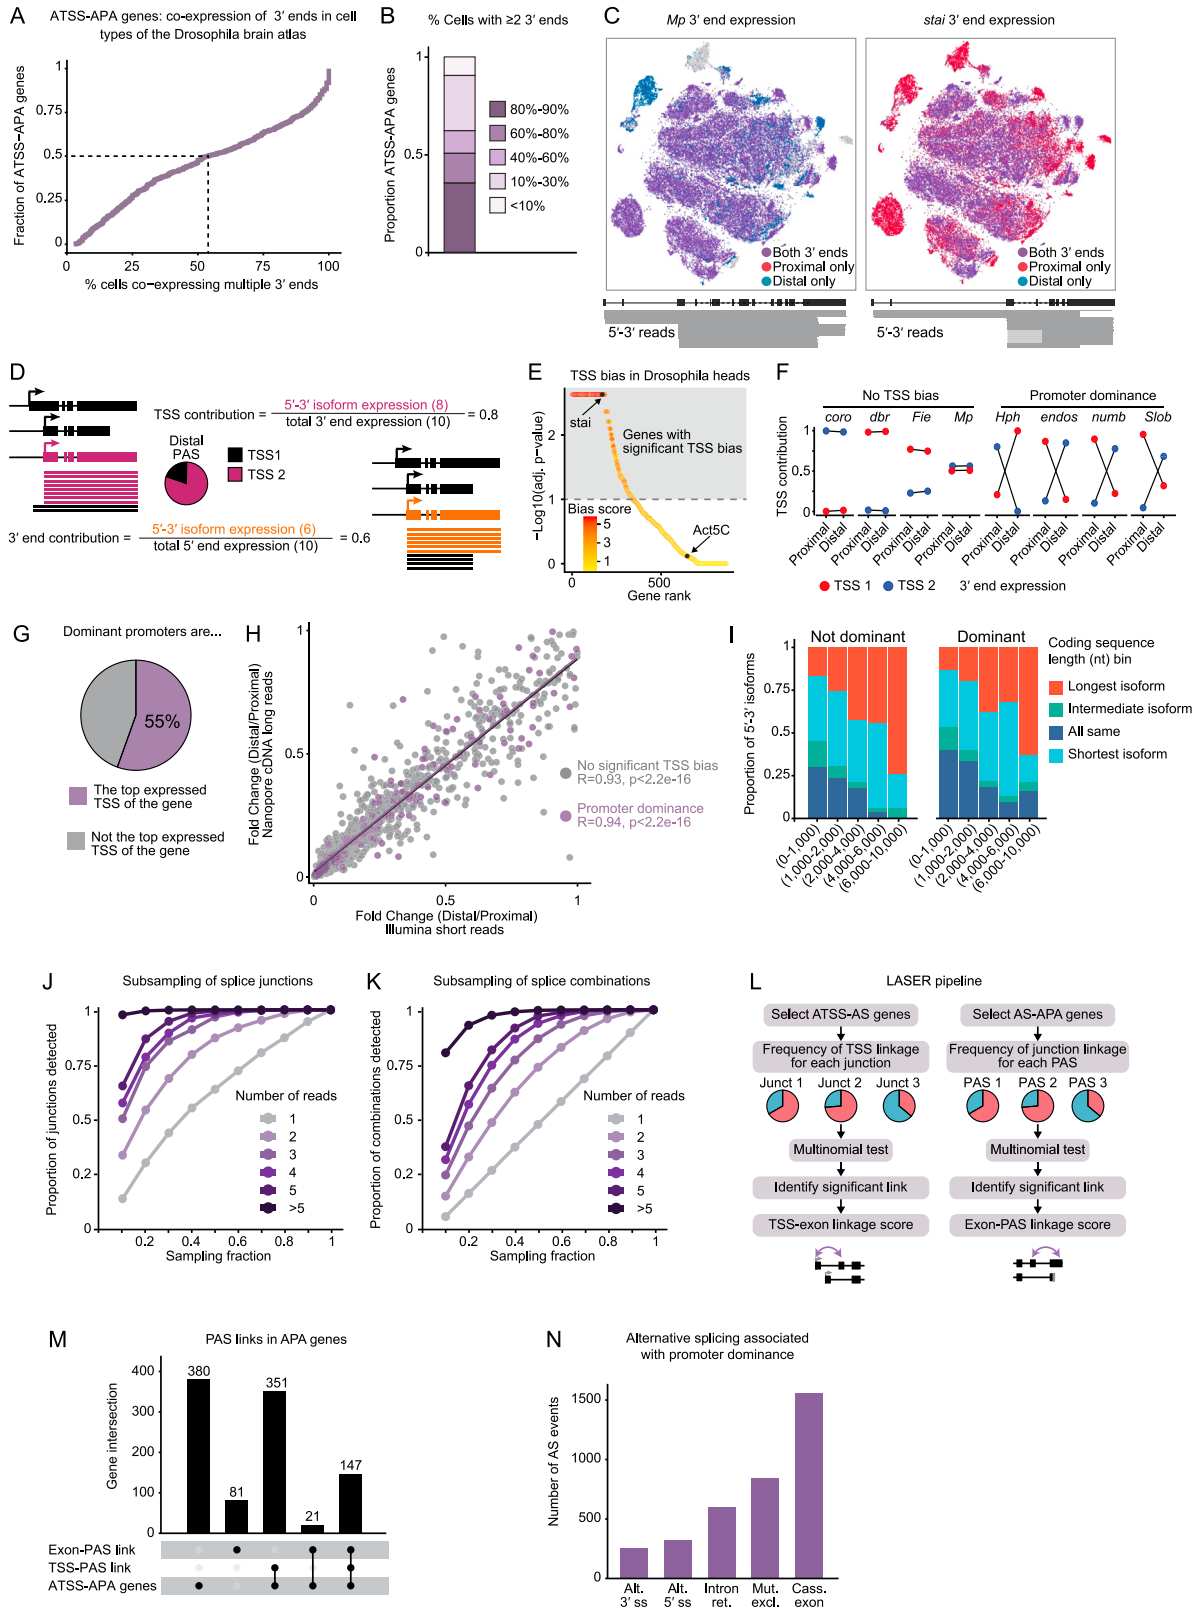 A
ATSS-APA genes: co-expression of 3′ ends in cell
types of the Drosophila brain atlas
Fraction of ATSS-APA genes
1
0.75
0.5
0.25
0
0 25 50 75 100
% cells co-expressing multiple 3′ ends
B
% Cells with ≥2 3′ ends
Proportion ATSS-APA genes
1
0.5
0
80%-90%
60%-80%
40%-60%
10%-30%
<10%
C
Mp 3′ end expression
Both 3′ ends
Proximal only
Distal only
5′-3′ reads
stai 3′ end expression
Both 3′ ends
Proximal only
Distal only
5′-3′ reads
D
TSS contribution = 5′-3′ isoform expression (8) / total 3′ end expression (10) = 0.8
Distal
PAS
TSS1
TSS 2
3′ end contribution = 5′-3′ isoform expression (6) / total 5′ end expression (10) = 0.6
E
TSS bias in Drosophila heads
−Log10(adj. p-value)
2
1
0
stai
Genes with
significant TSS bias
Bias score
5
3
1
Act5C
500
Gene rank
F
No TSS bias
Promoter dominance
coro dbr Fie Mp Hph endos numb Slob
TSS contribution
1
0.5
0
Proximal Distal Proximal Distal Proximal Distal Proximal Distal Proximal Distal Proximal Distal Proximal Distal Proximal Distal
TSS 1 TSS 2 3′ end expression
G
Dominant promoters are...
55%
The top expressed
TSS of the gene
Not the top expressed
TSS of the gene
H
Fold Change (Distal/Proximal)
Nanopore cDNA long reads
1
0.5
0
No significant TSS bias
R=0.93, p<2.2e-16
Promoter dominance
R=0.94, p<2.2e-16
0 0.5 1
Fold Change (Distal/Proximal)
Illumina short reads
I
Not dominant
Dominant
Proportion of 5′-3′ isoforms
1
0.75
0.5
0.25
0
(0-1,000) (1,000-2,000) (2,000-4,000) (4,000-6,000) (6,000-10,000)
(0-1,000) (1,000-2,000) (2,000-4,000) (4,000-6,000) (6,000-10,000)
Coding sequence
length (nt) bin
Longest isoform
Intermediate isoform
All same
Shortest isoform
J
Subsampling of splice junctions
Proportion of junctions detected
1
0.75
0.5
0.2
0
Number of reads
1
2
3
4
5
>5
0.2 0.4 0.6 0.8 1
Sampling fraction
K
Subsampling of splice combinations
Proportion of combinations detected
1
0.75
0.5
0.2
0
Number of reads
1
2
3
4
5
>5
0.2 0.4 0.6 0.8 1
Sampling fraction
L
LASER pipeline
Select ATSS-AS genes
Frequency of TSS linkage
for each junction
Junct 1 Junct 2 Junct 3
Multinomial test
Identify significant link
TSS-exon linkage score
Select AS-APA genes
Frequency of junction linkage
for each PAS
PAS 1 PAS 2 PAS 3
Multinomial test
Identify significant link
Exon-PAS linkage score
M
PAS links in APA genes
Gene intersection
400
300
200
100
0
380
81
351
21
147
Exon-PAS link
TSS-PAS link
ATSS-APA genes
N
Alternative splicing associated
with promoter dominance
Number of AS events
1500
1000
500
0
Alt. 3′ ss
Alt. 5′ ss
Intron ret.
Mut. excl.
Cass. exon